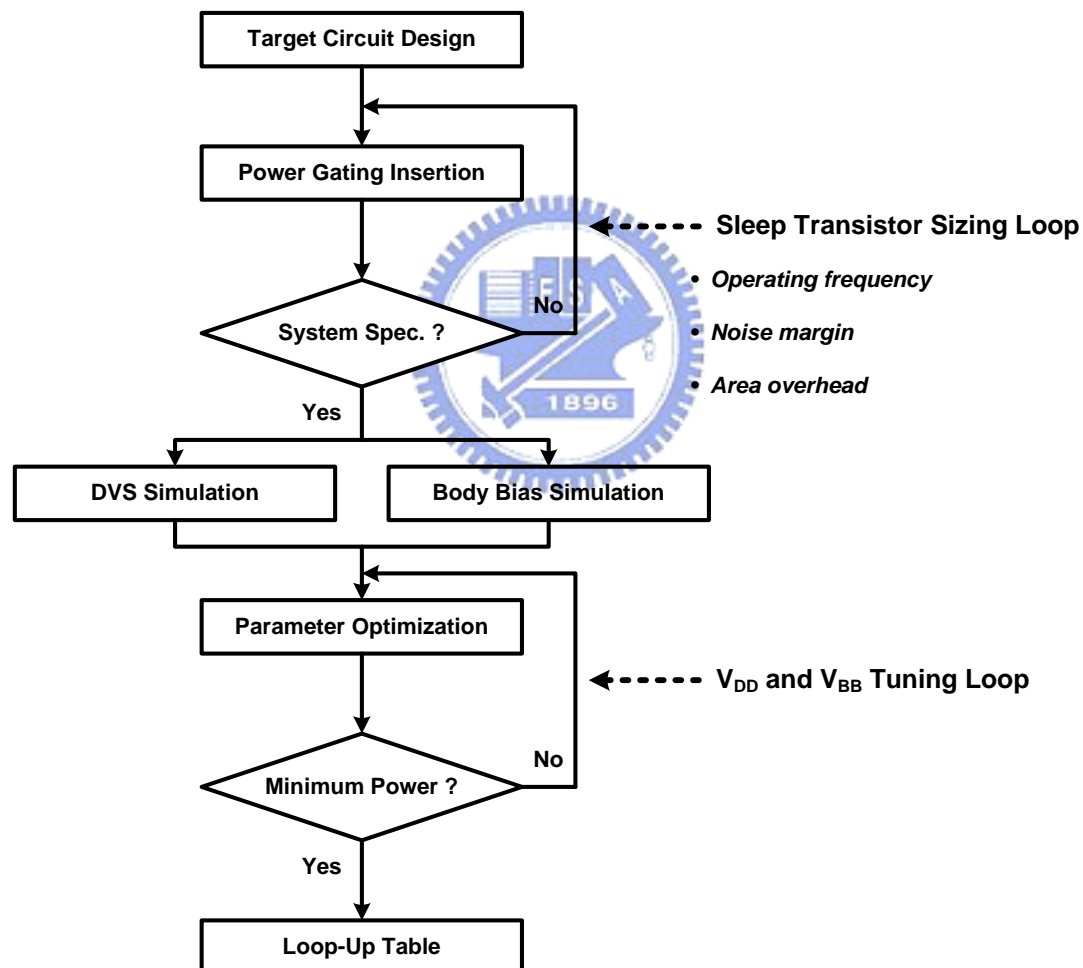 Target Circuit Design
Power Gating Insertion
Sleep Transistor Sizing Loop
• Operating frequency
No
System Spec. ?
• Noise margin
• Area overhead
1896
Yes
DVS Simulation
Body Bias Simulation
Parameter Optimization
VDD and VBB Tuning Loop
No
Minimum Power ?
Yes
Loop-Up Table